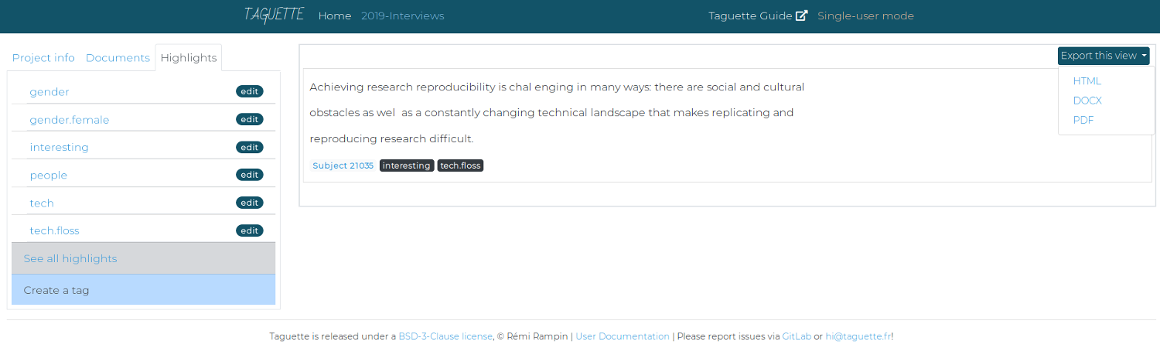 TAGUETTE Home 2019-Interviews Taguette Guide Single-user mode
Project info Documents Highlights
gender edit
gender.female edit
interesting edit
people edit
tech edit
tech.floss edit
See all highlights
Create a tag
Export this view
HTML
DOCX
PDF
Achieving research reproducibility is chal enging in many ways: there are social and cultural
obstacles as wel  as a constantly changing technical landscape that makes replicating and
reproducing research difficult.
Subject 21035 interesting tech.floss
Taguette is released under a BSD-3-Clause license, © Rémi Rampin | User Documentation | Please report issues via GitLab or hi@taguette.fr!